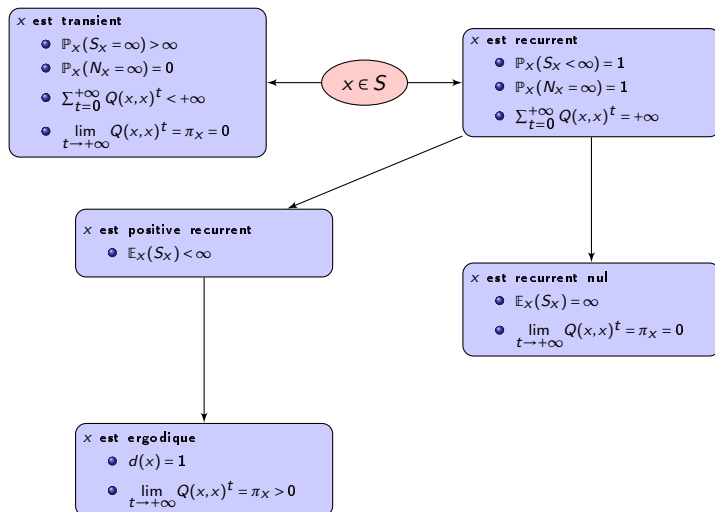 x est transient
ℙ_x(S_x = ∞) > ∞
ℙ_x(N_x = ∞) = 0
∑_{t=0}^{+∞} Q(x,x)^t < +∞
lim_{t→+∞} Q(x,x)^t = π_x = 0
x ∈ S
x est recurrent
ℙ_x(S_x < ∞) = 1
ℙ_x(N_x = ∞) = 1
∑_{t=0}^{+∞} Q(x,x)^t = +∞
x est positive recurrent
𝔼_x(S_x) < ∞
x est recurrent nul
𝔼_x(S_x) = ∞
lim_{t→+∞} Q(x,x)^t = π_x = 0
x est ergodique
d(x) = 1
lim_{t→+∞} Q(x,x)^t = π_x > 0